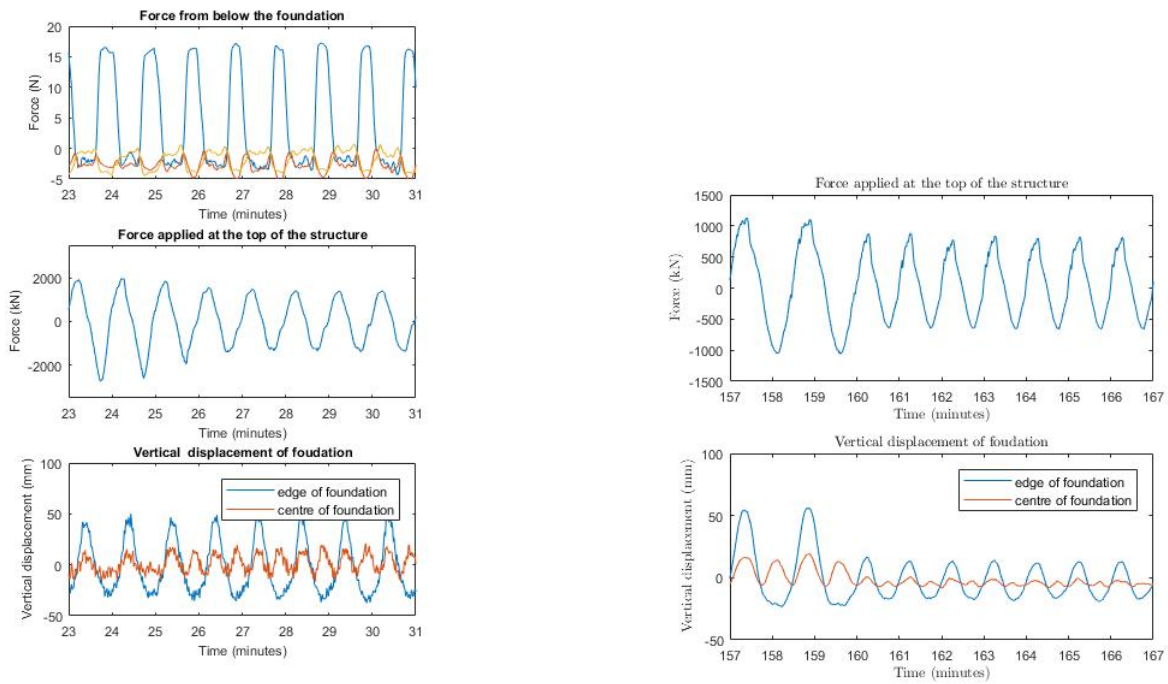 Force from below the foundation
Force (N)
20
15
10
5
0
-5
23 24 25 26 27 28 29 30 31
Time (minutes)
Force applied at the top of the structure
Force (kN)
2000
0
-2000
23 24 25 26 27 28 29 30 31
Time (minutes)
Vertical displacement of foudation
Vertical displacement (mm)
100
50
0
-50
edge of foundation
centre of foundation
23 24 25 26 27 28 29 30 31
Time (minutes)
Force applied at the top of the structure
Force (kN)
1500
1000
500
0
-500
-1000
-1500
157 158 159 160 161 162 163 164 165 166 167
Time (minutes)
Vertical displacement of foudation
Vertical displacement (mm)
100
50
0
-50
edge of foundation
centre of foundation
157 158 159 160 161 162 163 164 165 166 167
Time (minutes)